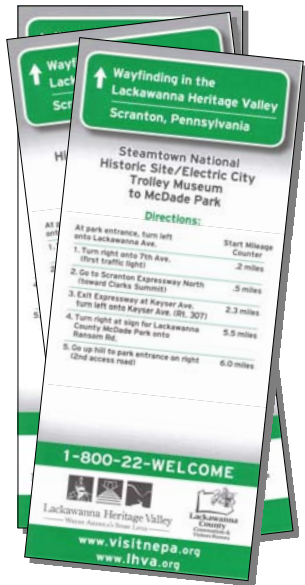 Wayfinding in the
Lackawanna Heritage Valley
Scranton, Pennsylvania
Steamtown National
Historic Site/Electric City
Trolley Museum
to McDade Park
Directions:
At park entrance, turn left
onto Lackawanna Ave.
Start Mileage
Counter
1. Turn right onto 7th Ave.
(first traffic light)
.2 miles
2. Go to Scranton Expressway North
(toward Clarks Summit)
.5 miles
3. Exit Expressway at Keyser Ave.
turn left onto Keyser Ave. (Rt. 307)
2.3 miles
4. Turn right at sign for Lackawanna
County McDade Park onto
Ransom Rd.
5.5 miles
5. Go up hill to park entrance on right
(2nd access road)
6.0 miles
1-800-22-WELCOME
Lackawanna Heritage Valley
Lackawanna
County
Convention &
Visitors Bureau
www.visitnepa.org
www.lhva.org